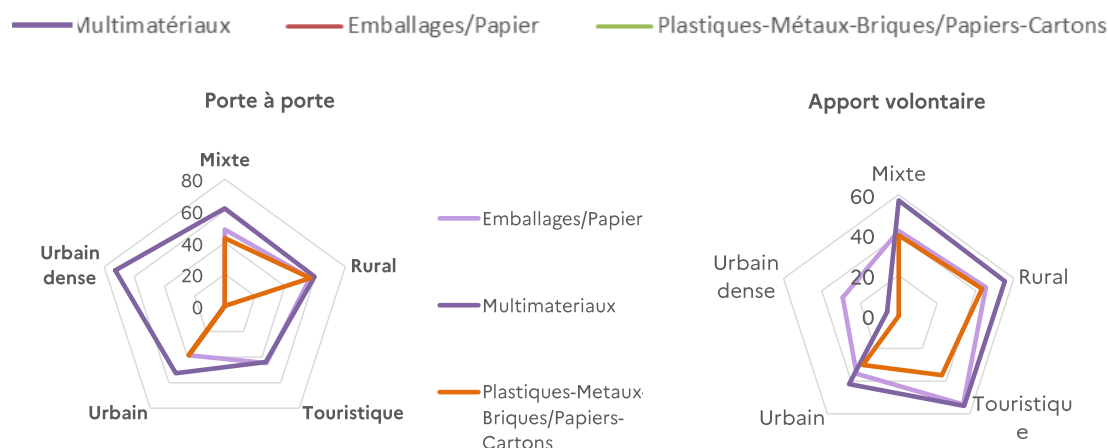 Multimatériaux Emballages/Papier Plastiques-Métaux-Briques/Papiers-Cartons
Porte à porte
Mixte
80
60
40
20
0
Urbain
dense
Rural
Urbain
Touristique
Emballages/Papier
Multimateriaux
Plastiques-Metaux-
Briques/Papiers-
Cartons
Apport volontaire
Mixte
60
40
20
0
Urbain
dense
Rural
Urbain
Touristiqu
e